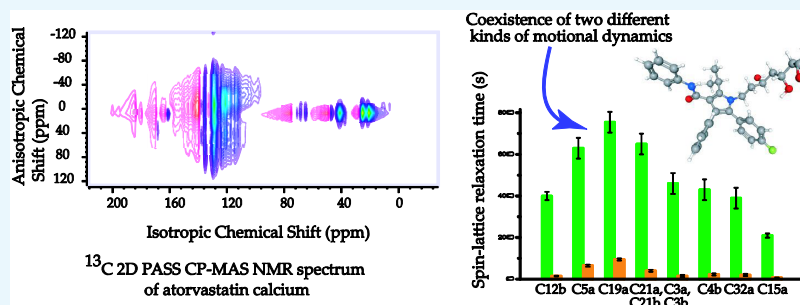 Anisotropic Chemical
Shift (ppm)
-120
-80
-40
0
40
80
120
200
160
120
80
40
0
Isotropic Chemical Shift (ppm)
¹³C 2D PASS CP-MAS NMR spectrum
of atorvastatin calcium
Coexistence of two different
kinds of motional dynamics
Spin-lattice relaxation time (s)
C12b C5a C19a C21a, C3a, C4b C32a C15a
C21b C3b